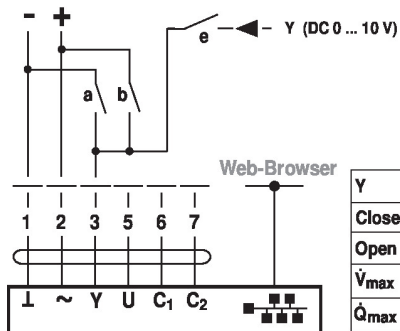 - +
Y (DC 0 ... 10 V)
e
a b
Web-Browser
1 2 3 5 6 7
⊥ ~ Y U C₁ C₂
Y
Close
Open
V̇max
Q̇max